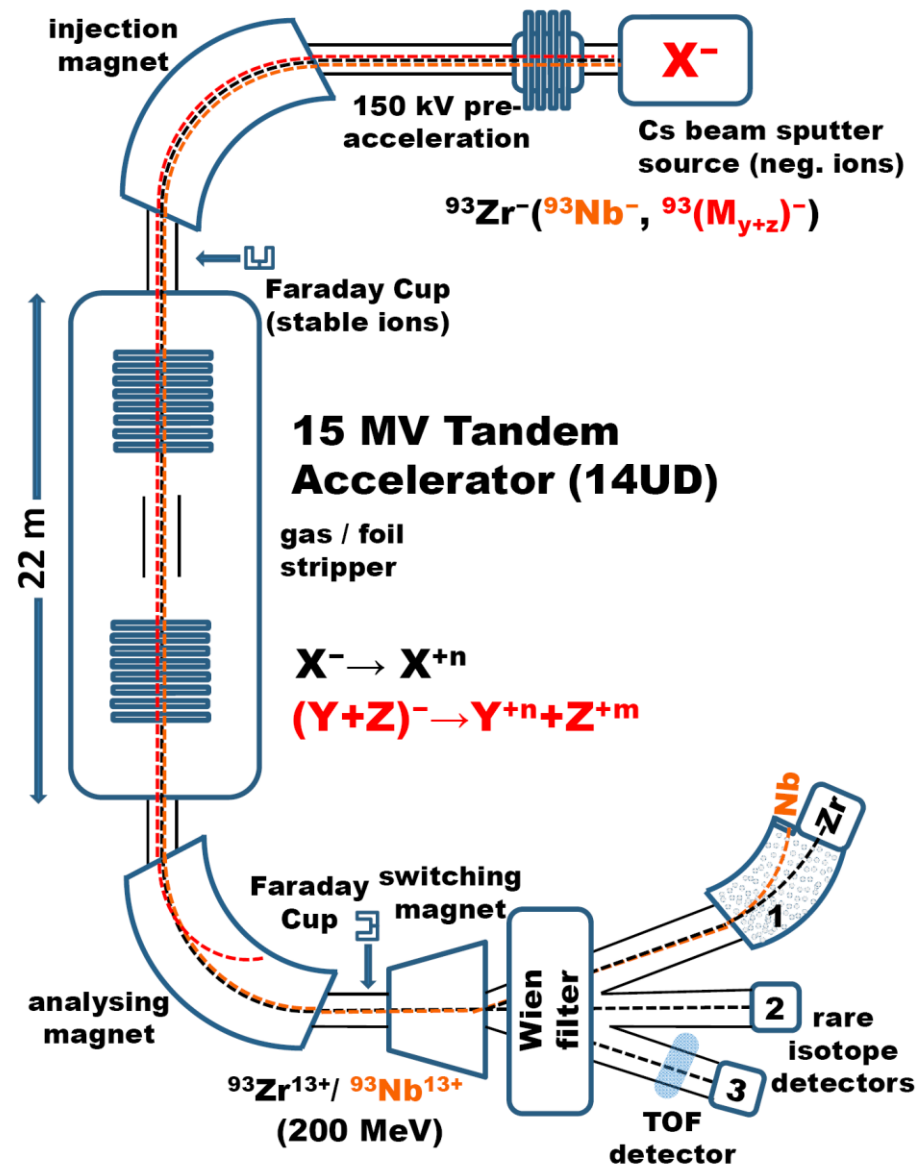 injection
magnet
150 kV pre-
acceleration
X⁻
Cs beam sputter
source (neg. ions)
⁹³Zr⁻(⁹³Nb⁻, ⁹³(My+z)⁻)
Faraday Cup
(stable ions)
22 m
15 MV Tandem
Accelerator (14UD)
gas / foil
stripper
X⁻→ X⁺ⁿ
(Y+Z)⁻→Y⁺ⁿ+Z⁺ᵐ
analysing
magnet
Faraday
Cup
switching
magnet
⁹³Zr¹³⁺/ ⁹³Nb¹³⁺
(200 MeV)
Wien
filter
Nb
Zr
1
2
3
rare
isotope
detectors
TOF
detector